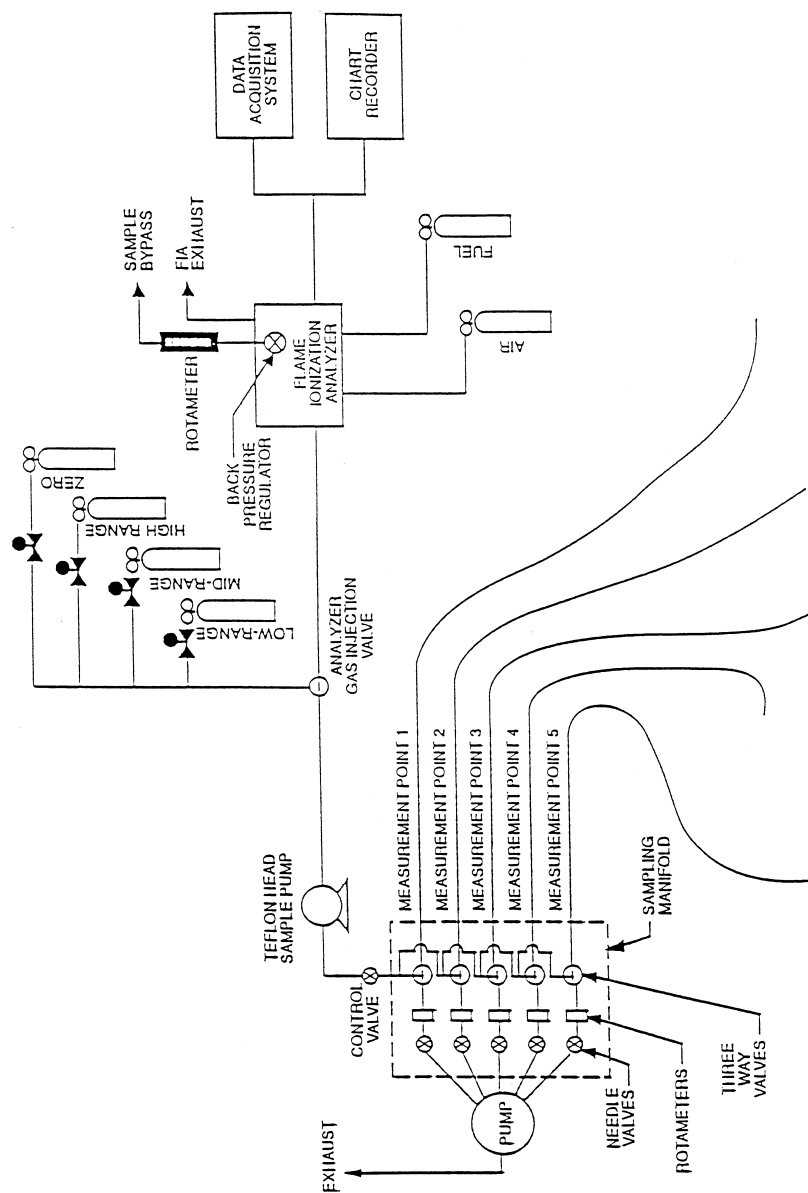 DATA
ACQUISITION
SYSTEM
CHART
RECORDER
SAMPLE
BYPASS
FIA
EXHAUST
ROTAMETER
FLAME
IONIZATION
ANALYZER
BACK
PRESSURE
REGULATOR
FUEL
AIR
ZERO
HIGH RANGE
MID-RANGE
LOW-RANGE
ANALYZER
GAS INJECTION
VALVE
TEFLON HEAD
SAMPLE PUMP
MEASUREMENT POINT 1
MEASUREMENT POINT 2
MEASUREMENT POINT 3
MEASUREMENT POINT 4
MEASUREMENT POINT 5
CONTROL
VALVE
SAMPLING
MANIFOLD
THREE
WAY
VALVES
ROTAMETERS
NEEDLE
VALVES
PUMP
EXHAUST